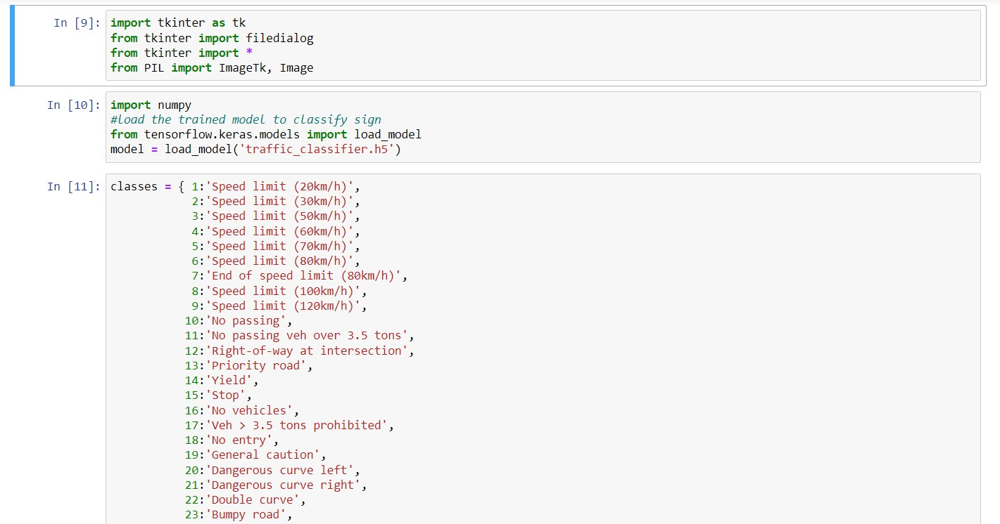 In [9]:
import tkinter as tk
from tkinter import filedialog
from tkinter import *
from PIL import ImageTk, Image
In [10]:
import numpy
#load the trained model to classify sign
from tensorflow.keras.models import load_model
model = load_model('traffic_classifier.h5')
In [11]:
classes = { 1:'Speed limit (20km/h)',
2:'Speed limit (30km/h)',
3:'Speed limit (50km/h)',
4:'Speed limit (60km/h)',
5:'Speed limit (70km/h)',
6:'Speed limit (80km/h)',
7:'End of speed limit (80km/h)',
8:'Speed limit (100km/h)',
9:'Speed limit (120km/h)',
10:'No passing',
11:'No passing veh over 3.5 tons',
12:'Right-of-way at intersection',
13:'Priority road',
14:'Yield',
15:'Stop',
16:'No vehicles',
17:'Veh > 3.5 tons prohibited',
18:'No entry',
19:'General caution',
20:'Dangerous curve left',
21:'Dangerous curve right',
22:'Double curve',
23:'Bumpy road',